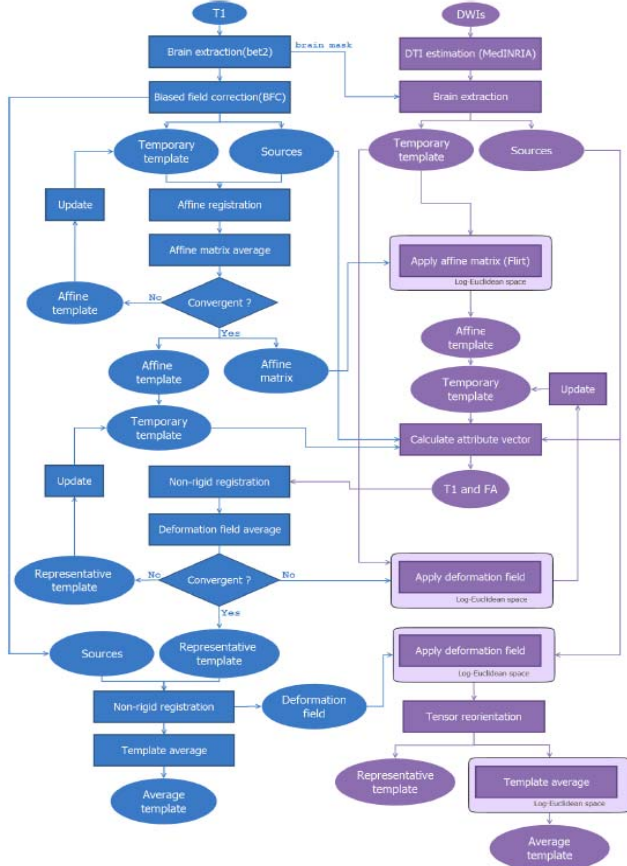 T1
DWIs
Brain extraction(bet2)
brain mask
DTI estimation (MedINRIA)
Biased field correction(BFC)
Brain extraction
Temporary
template
Sources
Temporary
template
Sources
Update
Affine registration
Affine matrix average
Apply affine matrix (Flirt)
Log-Euclidean space
Affine
template
No
Convergent ?
Yes
Affine
template
Affine
template
Affine
matrix
Temporary
template
Update
Temporary
template
Calculate attribute vector
Update
Non-rigid registration
T1 and FA
Deformation field average
Representative
template
No
Convergent ?
No
Apply deformation field
Log-Euclidean space
Yes
Sources
Representative
template
Apply deformation field
Log-Euclidean space
Non-rigid registration
Deformation
field
Tensor reorientation
Template average
Representative
template
Template average
Log-Euclidean space
Average
template
Average
template